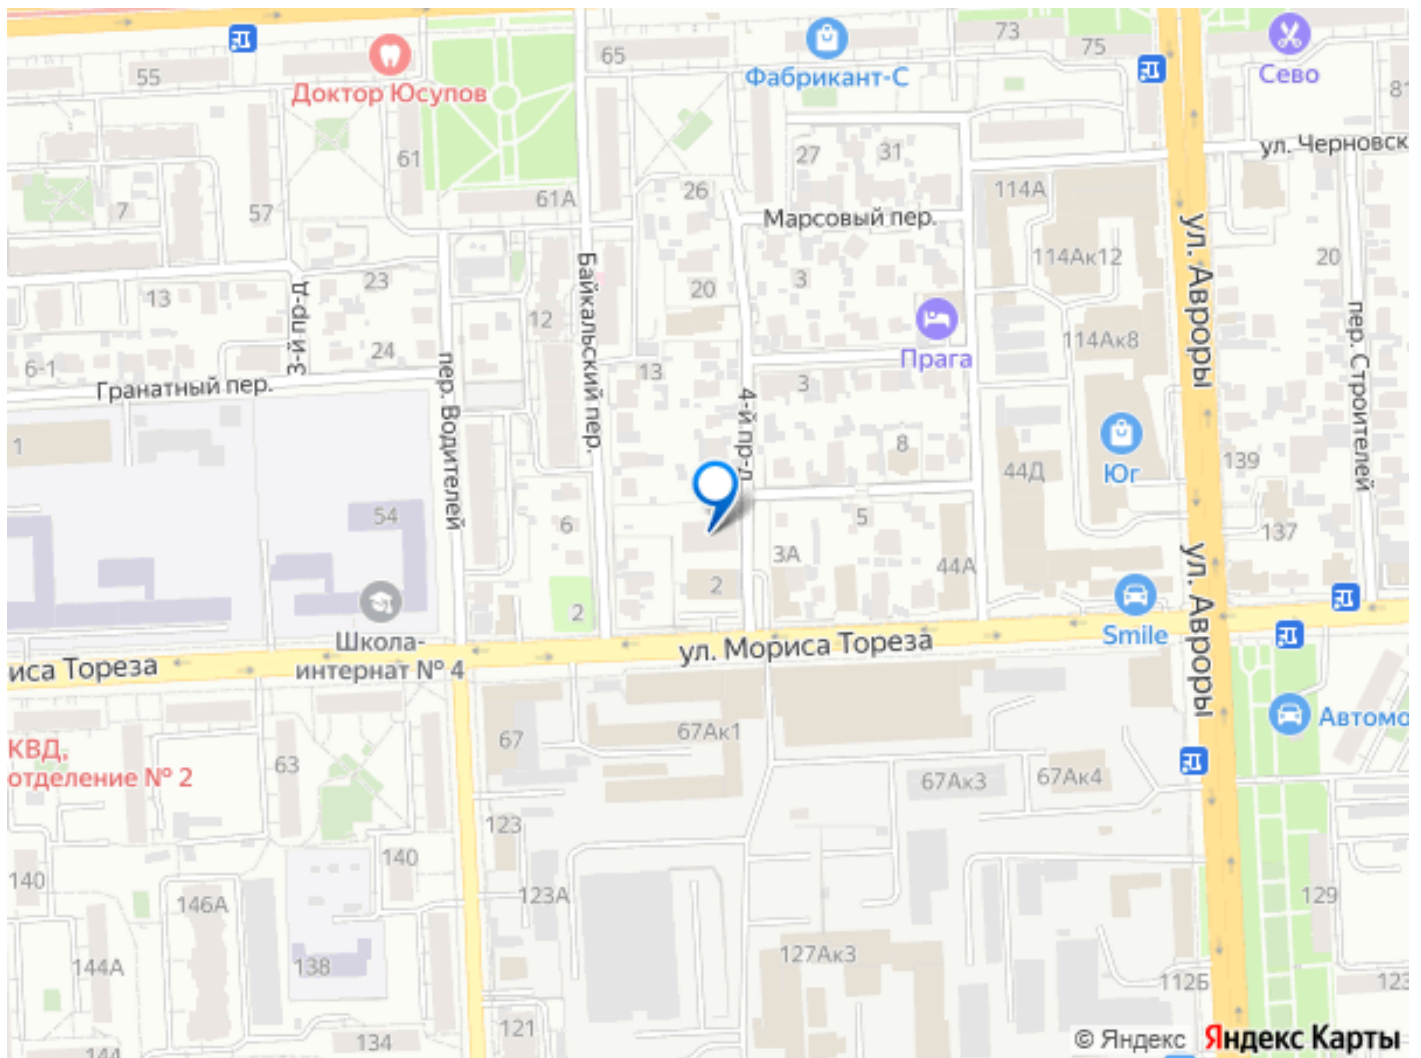 73
75
65
Фабрикант-С
Сево
55
Доктор Юсупов
81
ул. Черновск
27
31
61
26
114А
61А
7
57
Марсовый пер.
ул. Авроры
114Ак12
20
3
23
20
13
3-й пр-д
Байкальский пер.
12
пер. Строителей
114Ак8
24
Прага
6-1
13
3
Гранатный пер.
пер. Водителей
4-й пр-д
1
8
139
44Д
Юг
54
6
5
137
3А
44А
2
2
ул. Авроры
Школа-
интернат № 4
Smile
ул. Мориса Тореза
иса Тореза
Автомо
67
67Ак1
КВД,
отделение № 2
63
67Ак3
67Ак4
123
140
140
123А
129
146А
127Ак3
144А
138
112Б
123
121
134
144
© Яндекс
Яндекс Карты